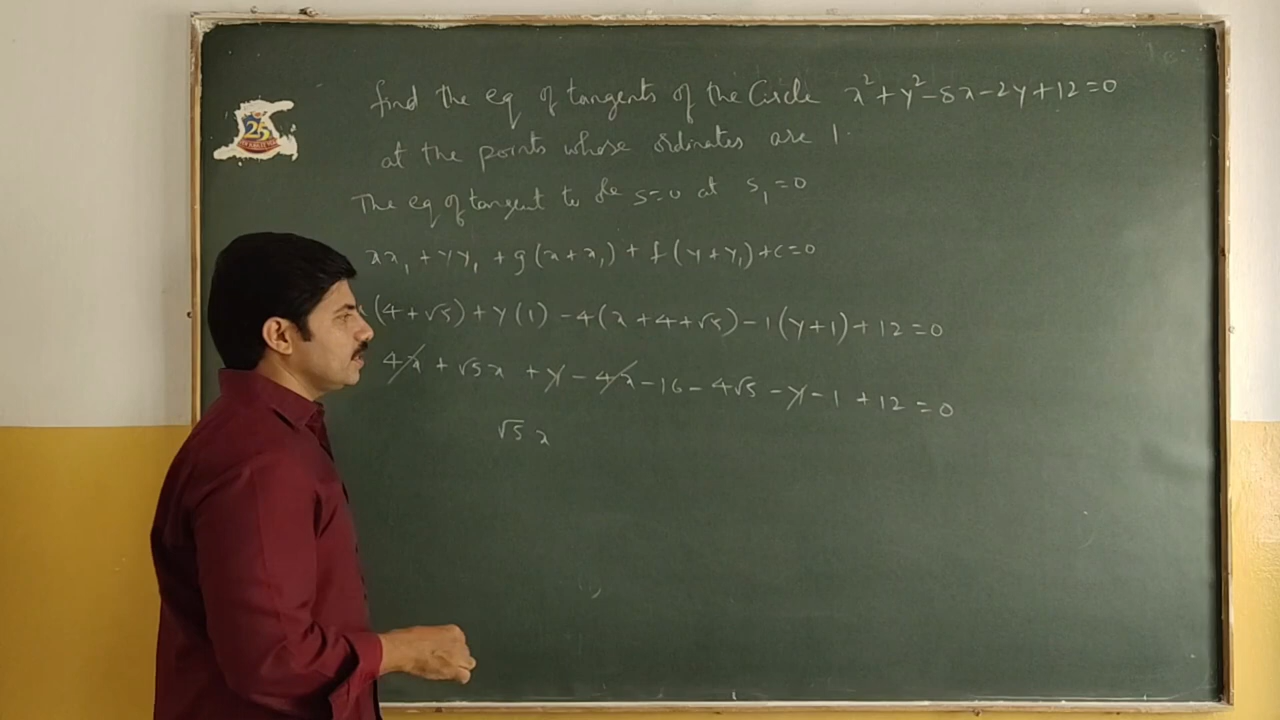 find the eq of tangents of the Circle x²+y²-8x-2y+12=0
at the points whose ordinates are 1.
The eq of tangent to the S=0 at S₁=0
xx₁ + yy₁ + g(x+x₁) + f(y+y₁)+c=0
x(4+√5)+y(1) -4(x+4+√5)-1(y+1)+12=0
4x + √5x + y - 4x -16 - 4√5 - y - 1 + 12 = 0
√5 x
25